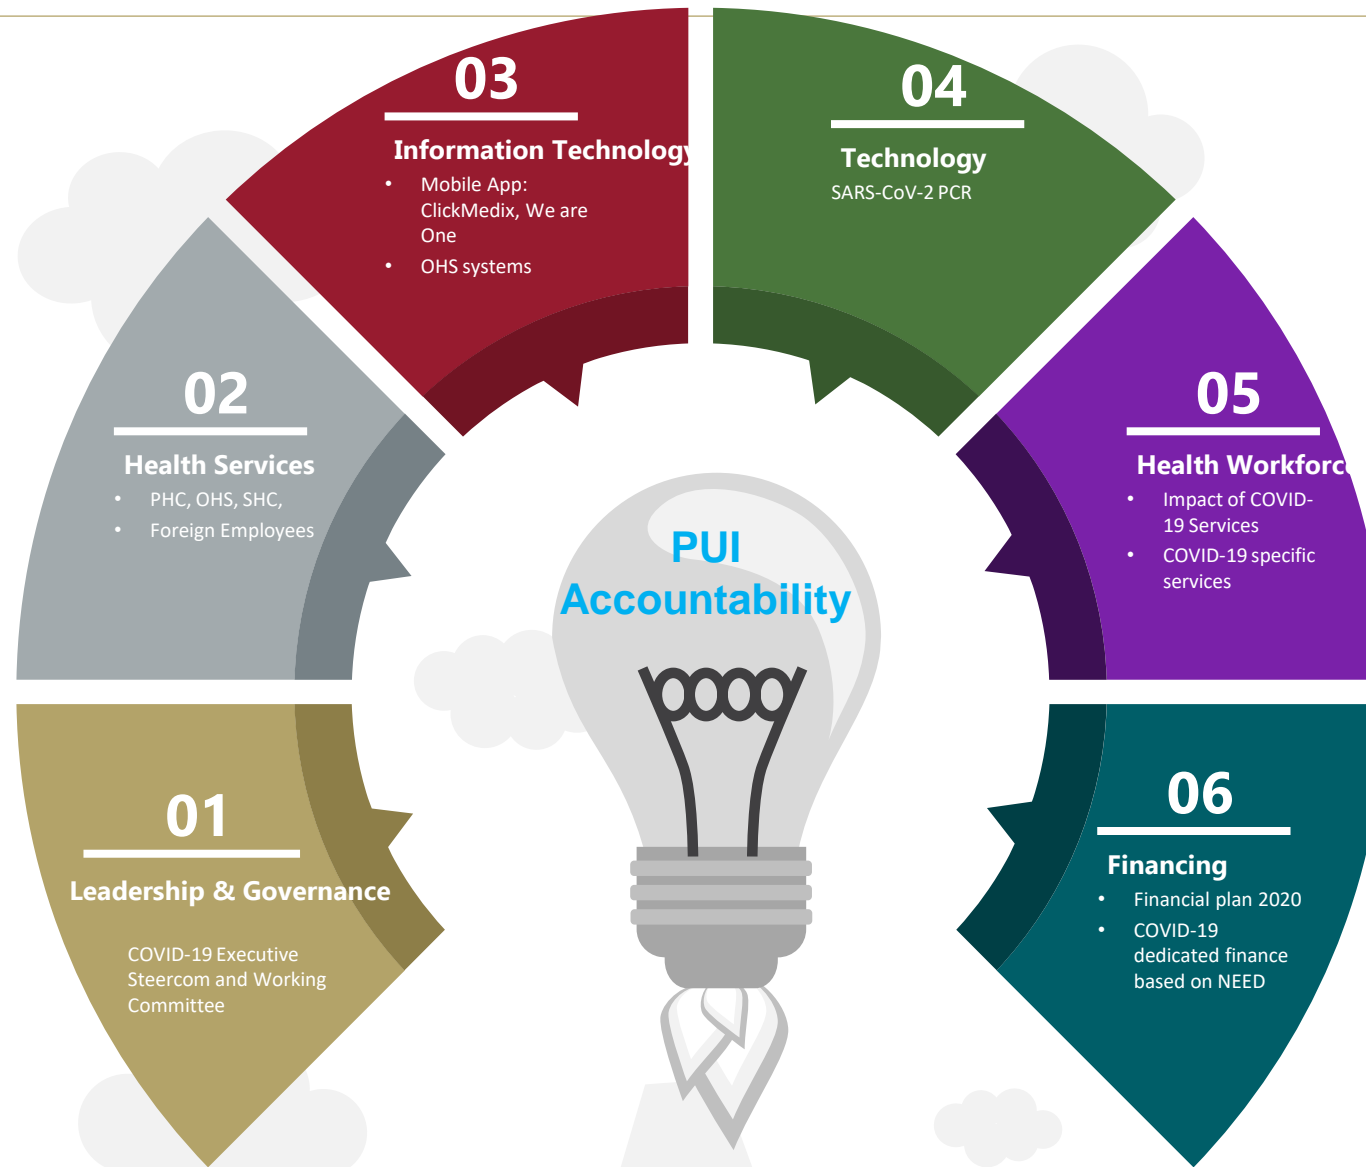 03
Information Technology
• Mobile App:
ClickMedix, We are
One
• OHS systems
04
Technology
SARS-CoV-2 PCR
02
Health Services
• PHC, OHS, SHC,
• Foreign Employees
05
Health Workforce
• Impact of COVID-
19 Services
• COVID-19 specific
services
PUI
Accountability
01
Leadership & Governance
COVID-19 Executive
Steercom and Working
Committee
06
Financing
• Financial plan 2020
• COVID-19
dedicated finance
based on NEED